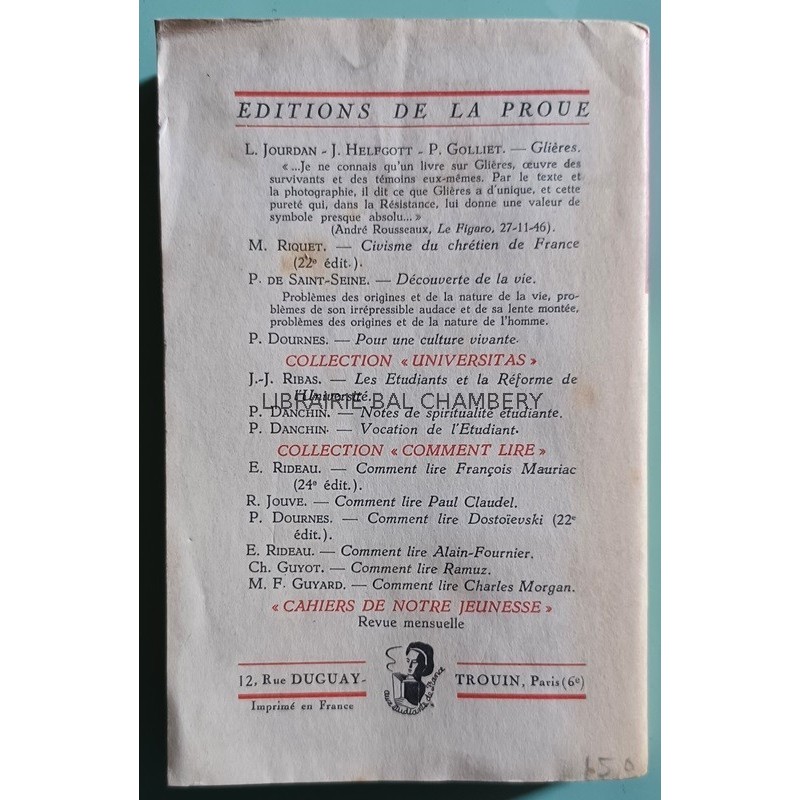 EDITIONS DE LA PROUE
L. JOURDAN - J. HELFGOTT - P. GOLLIET. — Glières.
« ...Je ne connais qu'un livre sur Glières, œuvre des
survivants et des témoins eux-mêmes. Par le texte et
la photographie, il dit ce que Glières a d'unique, et cette
pureté qui, dans la Résistance, lui donne une valeur de
symbole presque absolu... »
(André Rousseaux, Le Figaro, 27-11-46).
M. RIQUET. — Civisme du chrétien de France
(22e édit.).
P. DE SAINT-SEINE. — Découverte de la vie.
Problèmes des origines et de la nature de la vie, pro-
blèmes de son irrépressible audace et de sa lente montée,
problèmes des origines et de la nature de l'homme.
P. DOURNES. — Pour une culture vivante.
COLLECTION « UNIVERSITAS »
J.-J. RIBAS. — Les Etudiants et la Réforme de
l'Université.
LIBRAIRIE BAL CHAMBERY
P. DANCHIN. — Notes de spiritualité étudiante.
P. DANCHIN. — Vocation de l'Etudiant.
COLLECTION « COMMENT LIRE »
E. RIDEAU. — Comment lire François Mauriac
(24e édit.).
R. JOUVE. — Comment lire Paul Claudel.
P. DOURNES. — Comment lire Dostoïevski (22e
édit.).
E. RIDEAU. — Comment lire Alain-Fournier.
Ch. GUYOT. — Comment lire Ramuz.
M. F. GUYARD. — Comment lire Charles Morgan.
« CAHIERS DE NOTRE JEUNESSE »
Revue mensuelle
12, Rue DUGUAY-TROUIN, Paris (6e)
aux étudiants de france
Imprimé en France